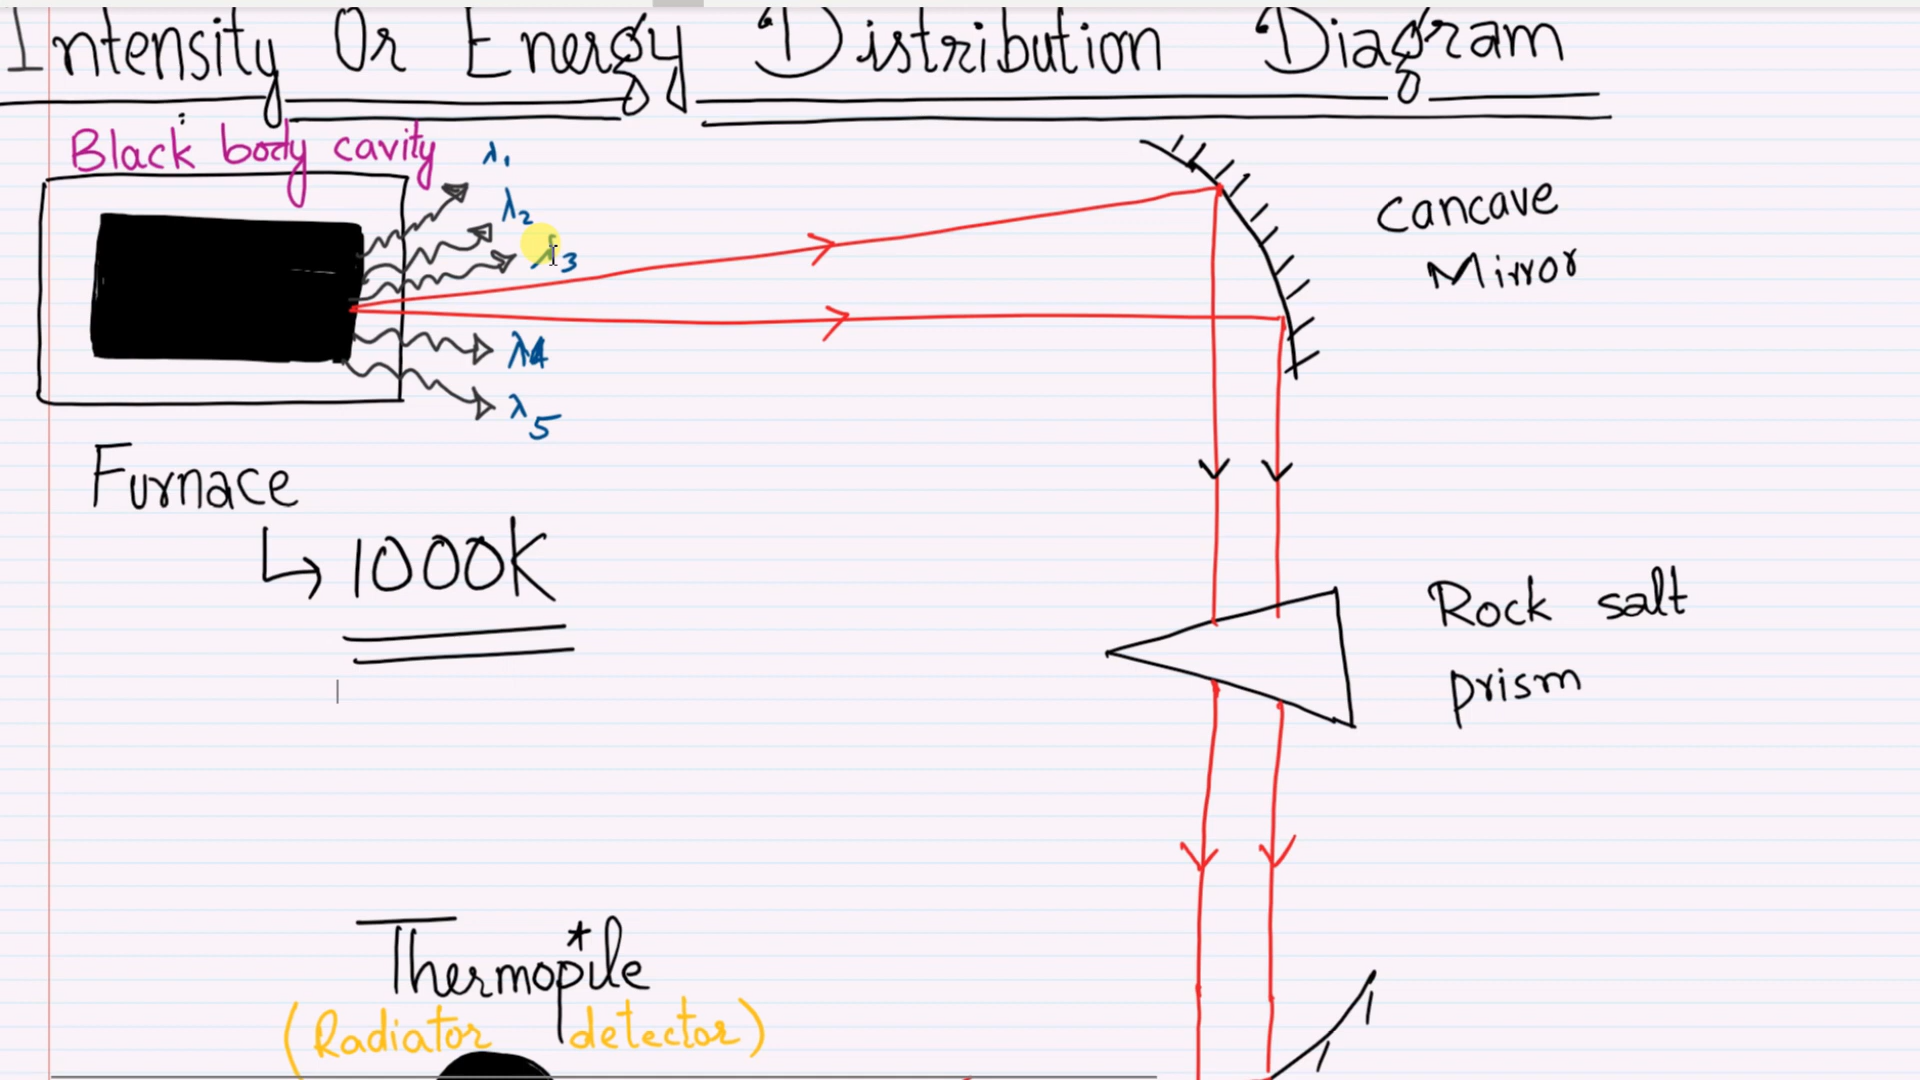 Intensity Or Energy Distribution Diagram
Black body cavity
λ1
λ2
λ3
λ4
λ5
Cancave
Mirror
Furnace
↳ 1000K
Rock salt
prism
Thermopile
(Radiator detector)